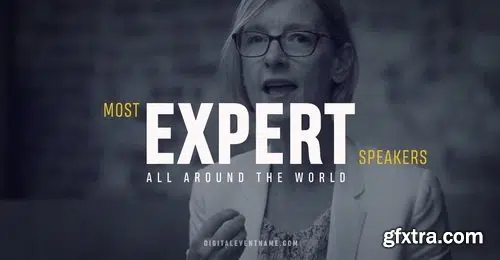 MOST EXPERT SPEAKERS
ALL AROUND THE WORLD
DIGITALEVENTNAME.COM
gfxtra.com